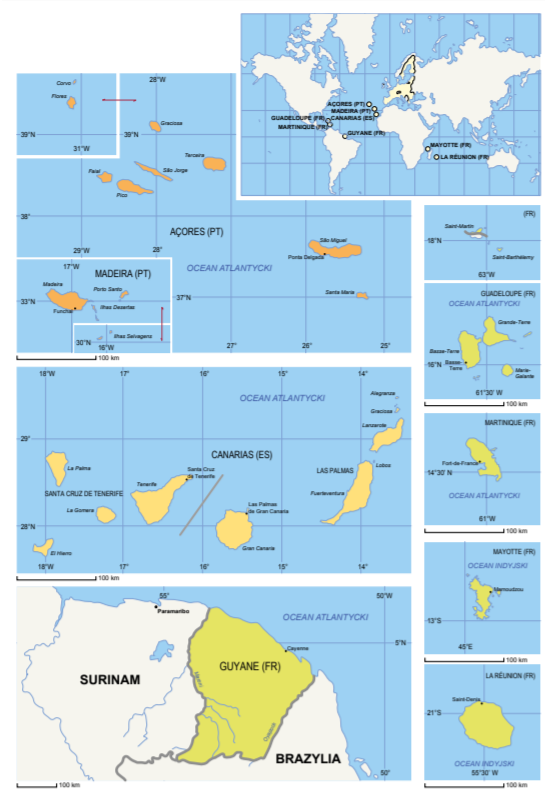 AÇORES (PT)
MADEIRA (PT)
GUADELOUPE (FR)
CANARIAS (ES)
MARTINIQUE (FR)
GUYANE (FR)
MAYOTTE (FR)
LA RÉUNION (FR)
Corvo
Flores
28°W
Graciosa
39°N
39°N
31°W
Terceira
São Jorge
Faial
Pico
38°
AÇORES (PT)
29°W
28°
São Miguel
Ponta Delgada
OCEAN ATLANTYCKI
17°W
MADEIRA (PT)
Madeira
Porto Santo
Santa Maria
37°N
33°N
Ilhas Desertas
Funchal
Ilhas Selvagens
30°N
16°W
27°
26°
25°
100 km
(FR)
Saint-Martin
18°N
Saint-Barthélemy
63°W
GUADELOUPE (FR)
OCEAN ATLANTYCKI
Grande-Terre
Basse-Terre
Basse-
Terre
16°N
Marie-
Galante
61°30' W
100 km
MARTINIQUE (FR)
Fort-de-France
14°30' N
OCEAN ATLANTYCKI
61°W
100 km
MAYOTTE (FR)
OCEAN INDYJSKI
Mamoudzou
13°S
45°E
100 km
LA RÉUNION (FR)
Saint-Denis
21°S
OCEAN INDYJSKI
55°30' W
100 km
18°W
17°
16°
15°
14°
Alegranza
OCEAN ATLANTYCKI
Graciosa
Lanzarote
29°
CANARIAS (ES)
La Palma
Santa Cruz
de Tenerife
LAS PALMAS
Lobos
SANTA CRUZ DE TENERIFE
Tenerife
Fuerteventura
La Gomera
Las Palmas
de Gran Canaria
28°N
Gran Canaria
El Hierro
18°W
17°
16°
15°
14°
100 km
50°W
Paramaribo
OCEAN ATLANTYCKI
5°N
Cayenne
GUYANE (FR)
SURINAM
Maroni
BRAZYLIA
50°
100 km